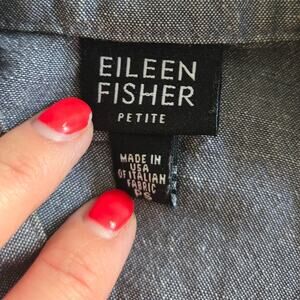 EILEEN
FISHER
PETITE
MADE IN
USA
OF ITALIAN
FABRIC
PS